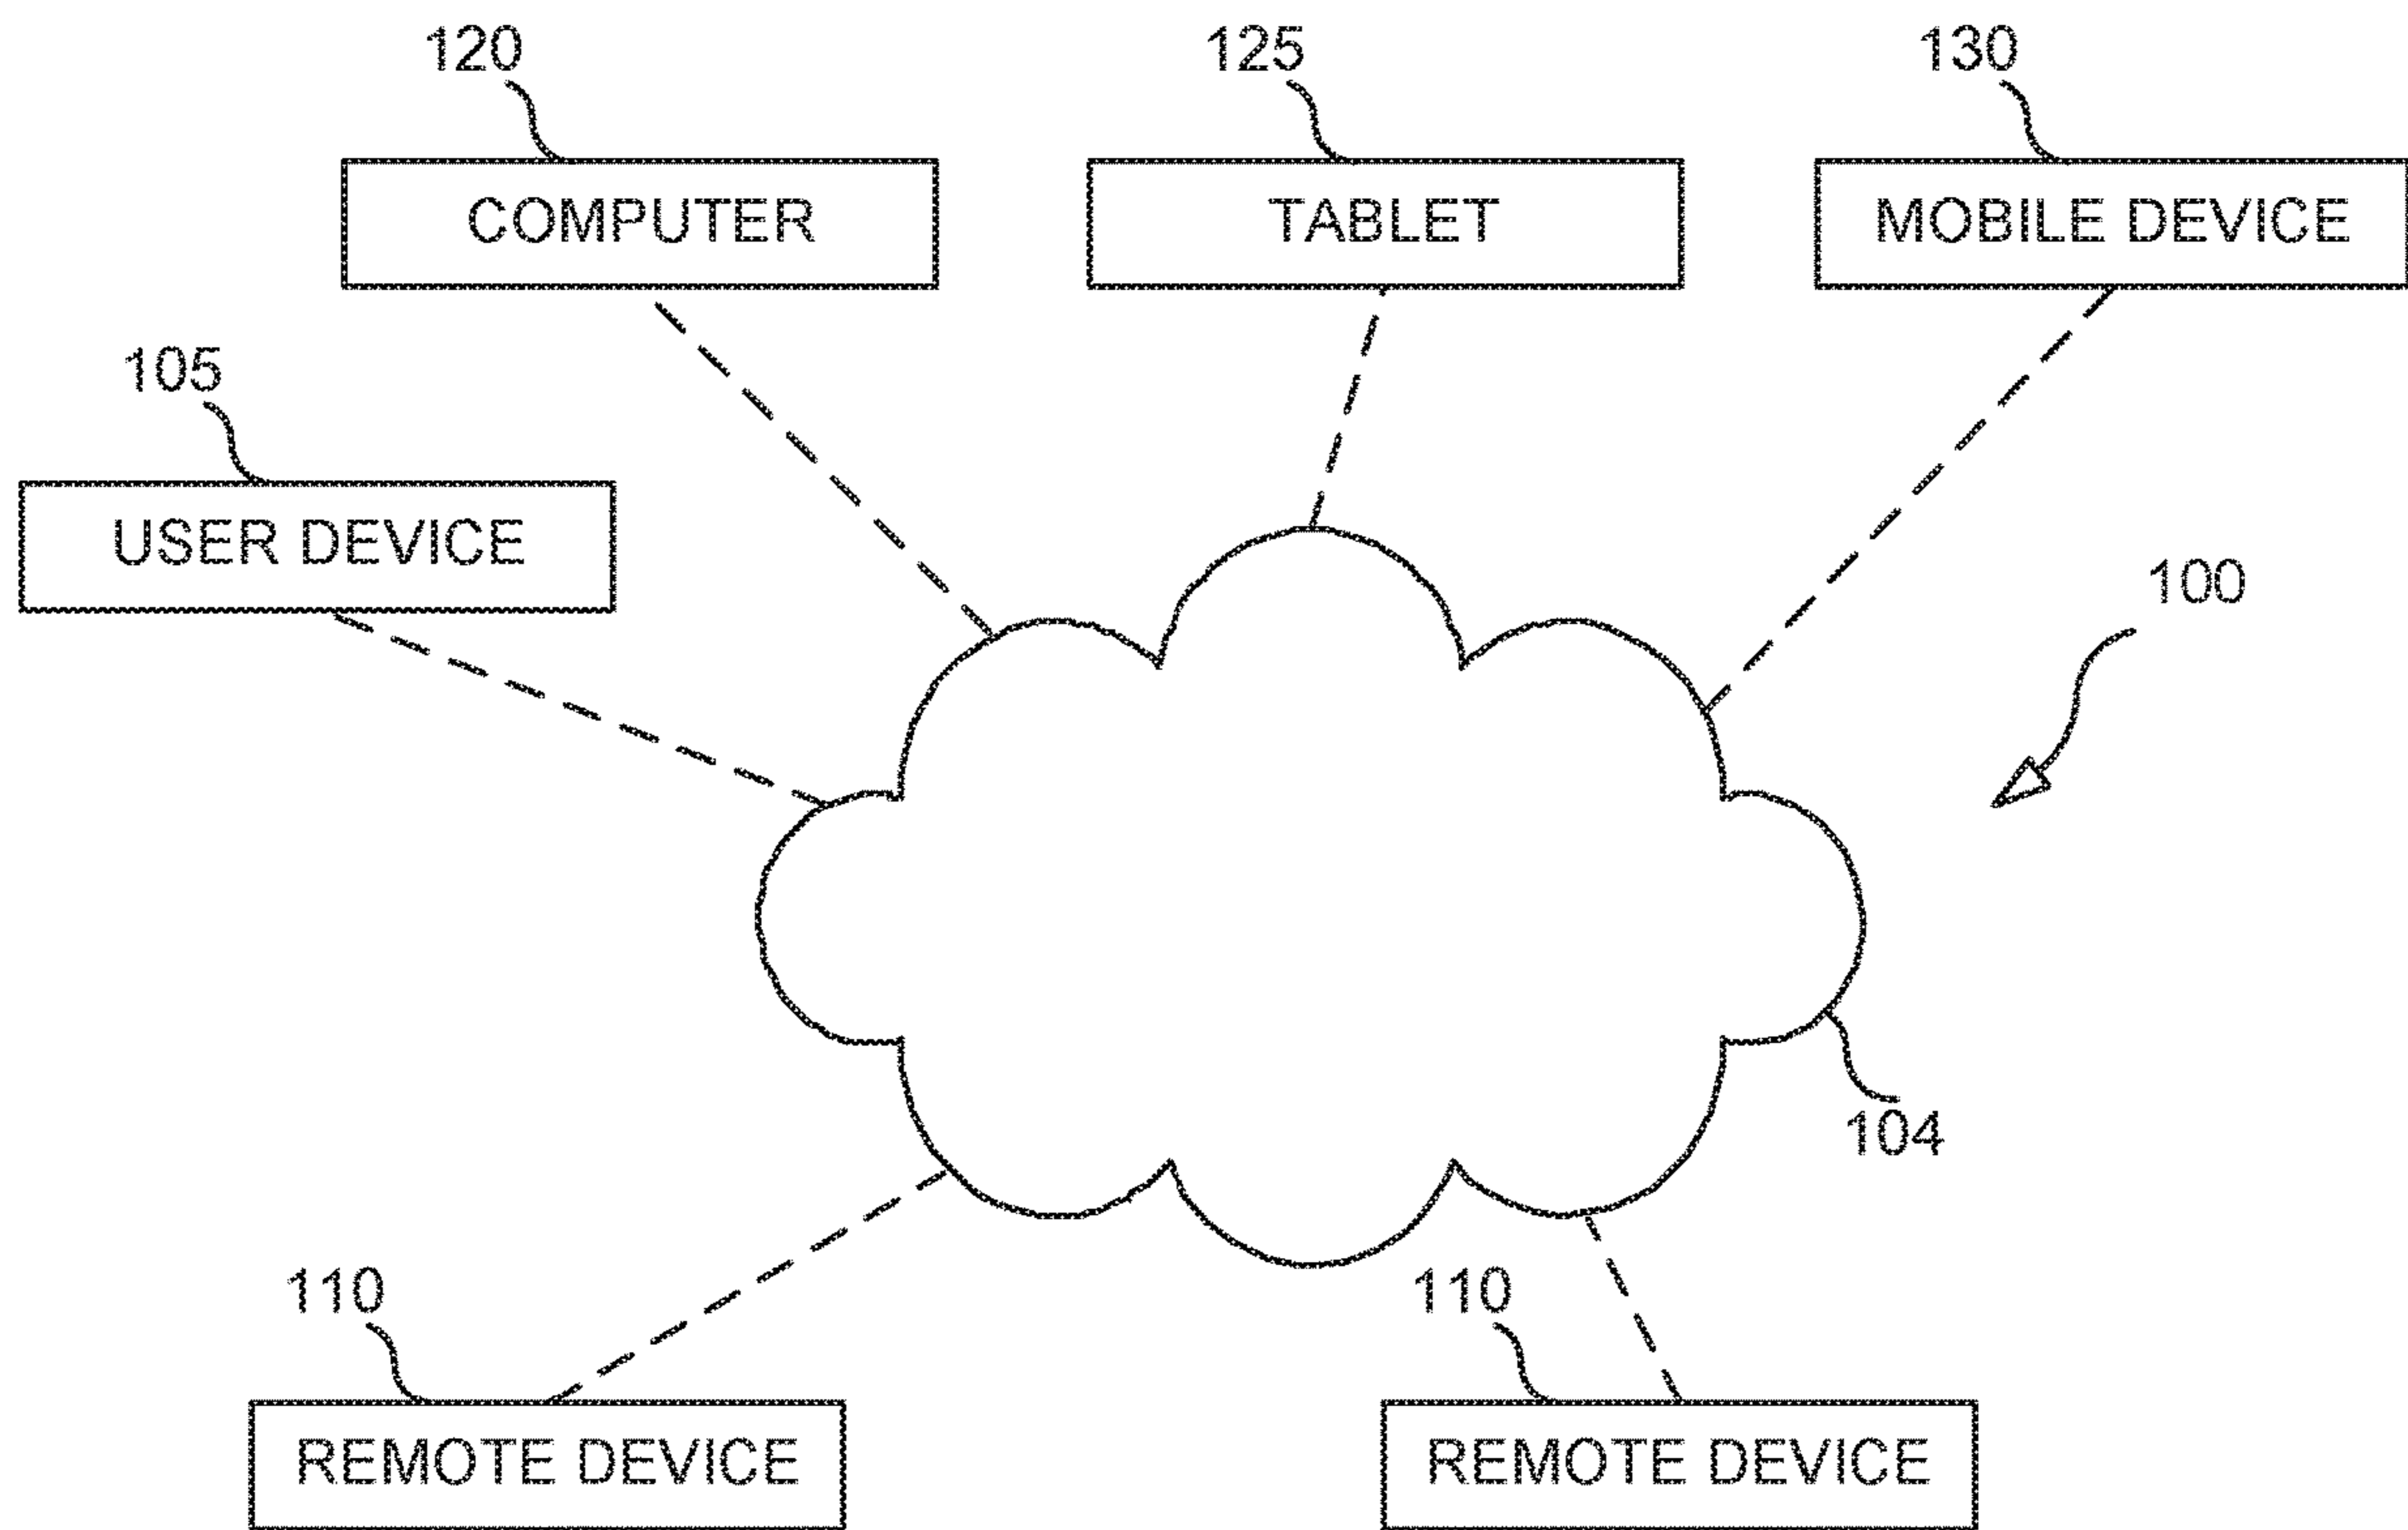 120
125
130
COMPUTER
TABLET
MOBILE DEVICE
105
USER DEVICE
100
104
110
110
REMOTE DEVICE
REMOTE DEVICE